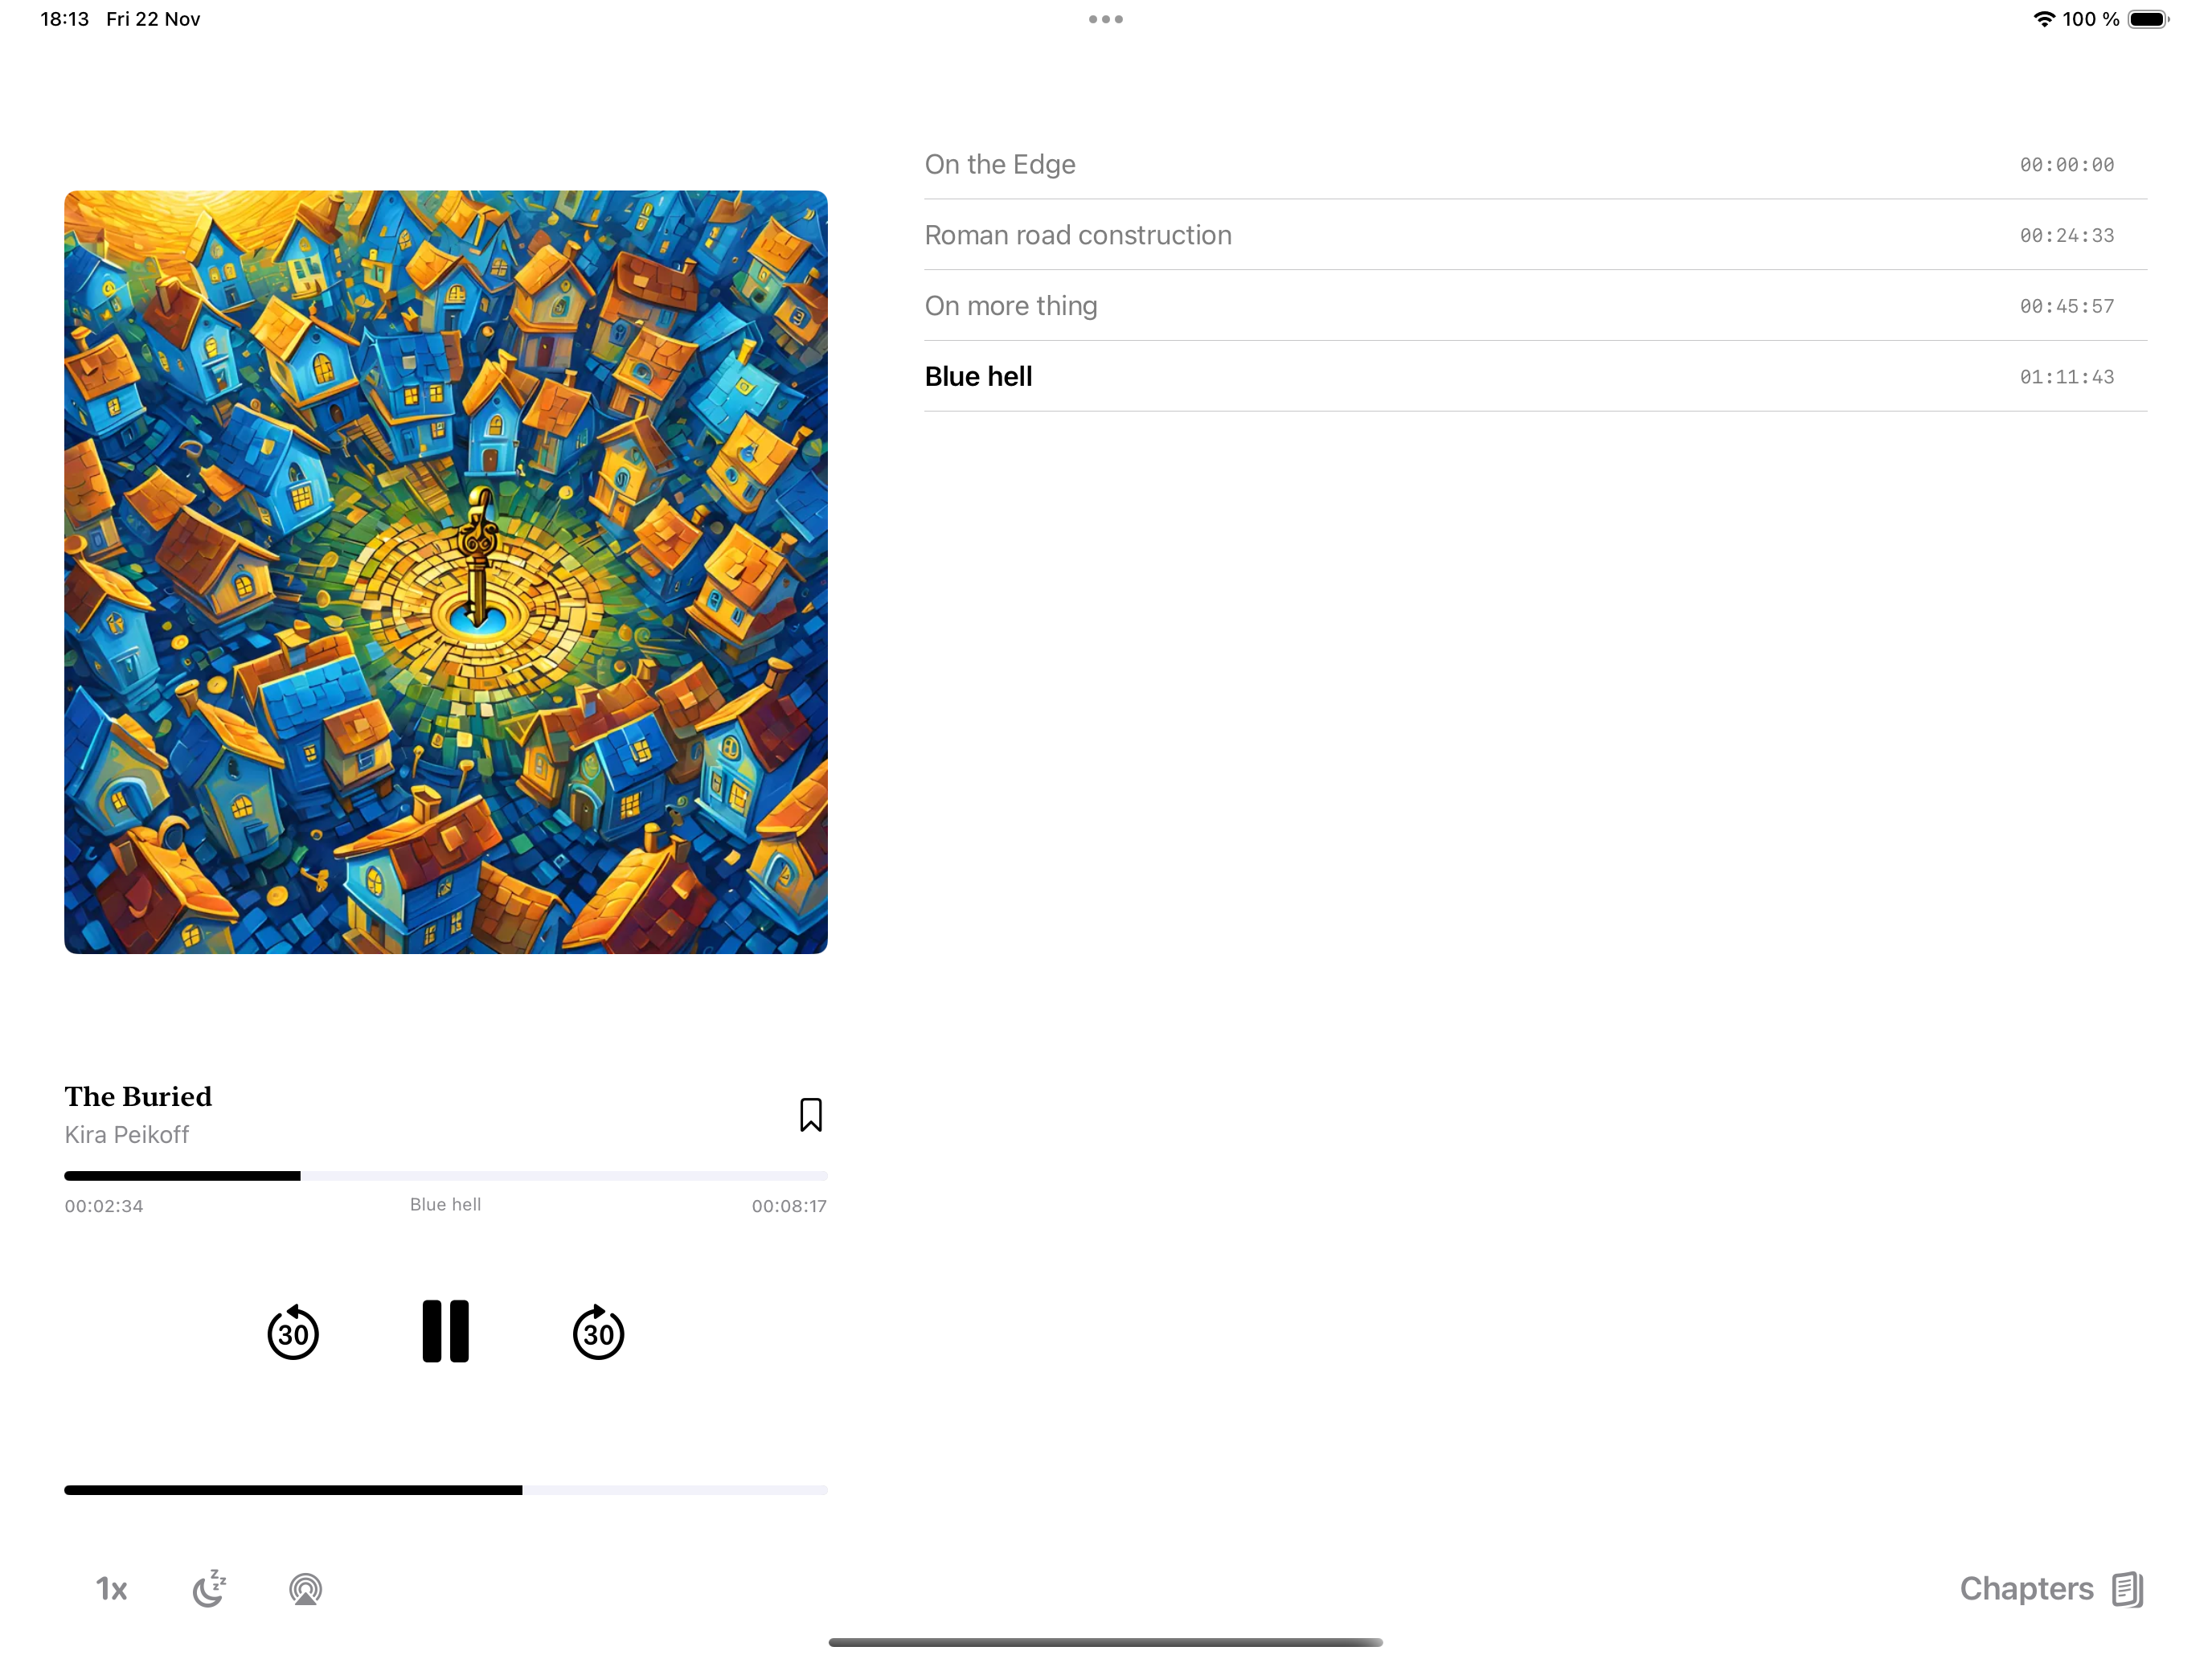 18:13 Fri 22 Nov
100 %
On the Edge 00:00:00
Roman road construction 00:24:33
On more thing 00:45:57
Blue hell 01:11:43
The Buried
Kira Peikoff
00:02:34 Blue hell 00:08:17
30 30
1x zzz
Chapters